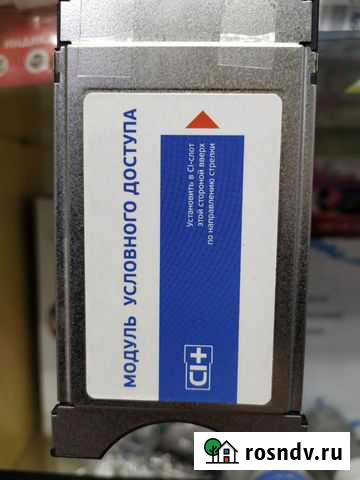 МОДУЛЬ УСЛОВНОГО ДОСТУПА
Установить в CI-слот
этой стороной вверх
по направлению стрелки
CI+
rosndv.ru